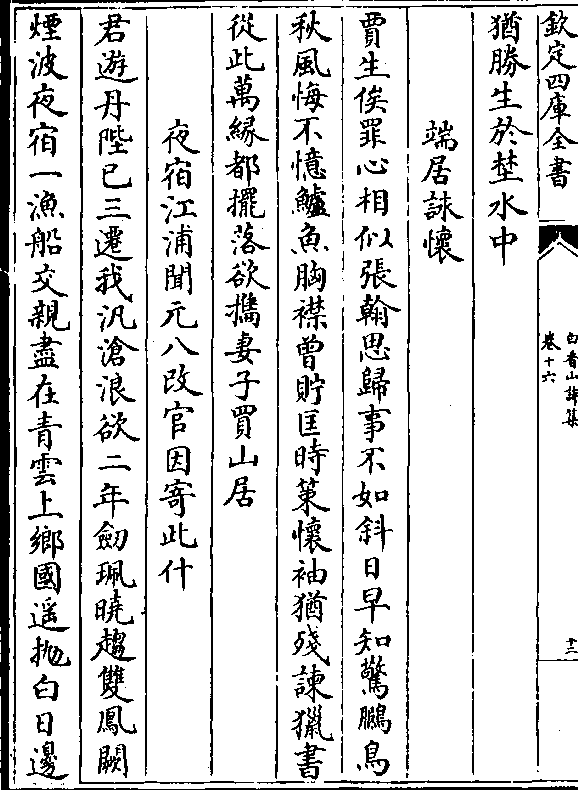 欽定四庫全書
白香山詩集
卷十六
十三
猶勝生於埜水中
端居詠懷
賈生俟罪心相似張翰思歸事不如斜日早知驚鵩鳥
秋風悔不憶鱸魚胸襟曾貯匡時策懷袖猶殘諫獵書
從此萬緣都擺落欲攜妻子買山居
夜宿江浦聞元八改官因寄此什
君遊丹陛已三遷我汎滄浪欲二年劒珮曉趨雙鳳闕
煙波夜宿一漁船交親盡在青雲上鄉國遥抛白日邊